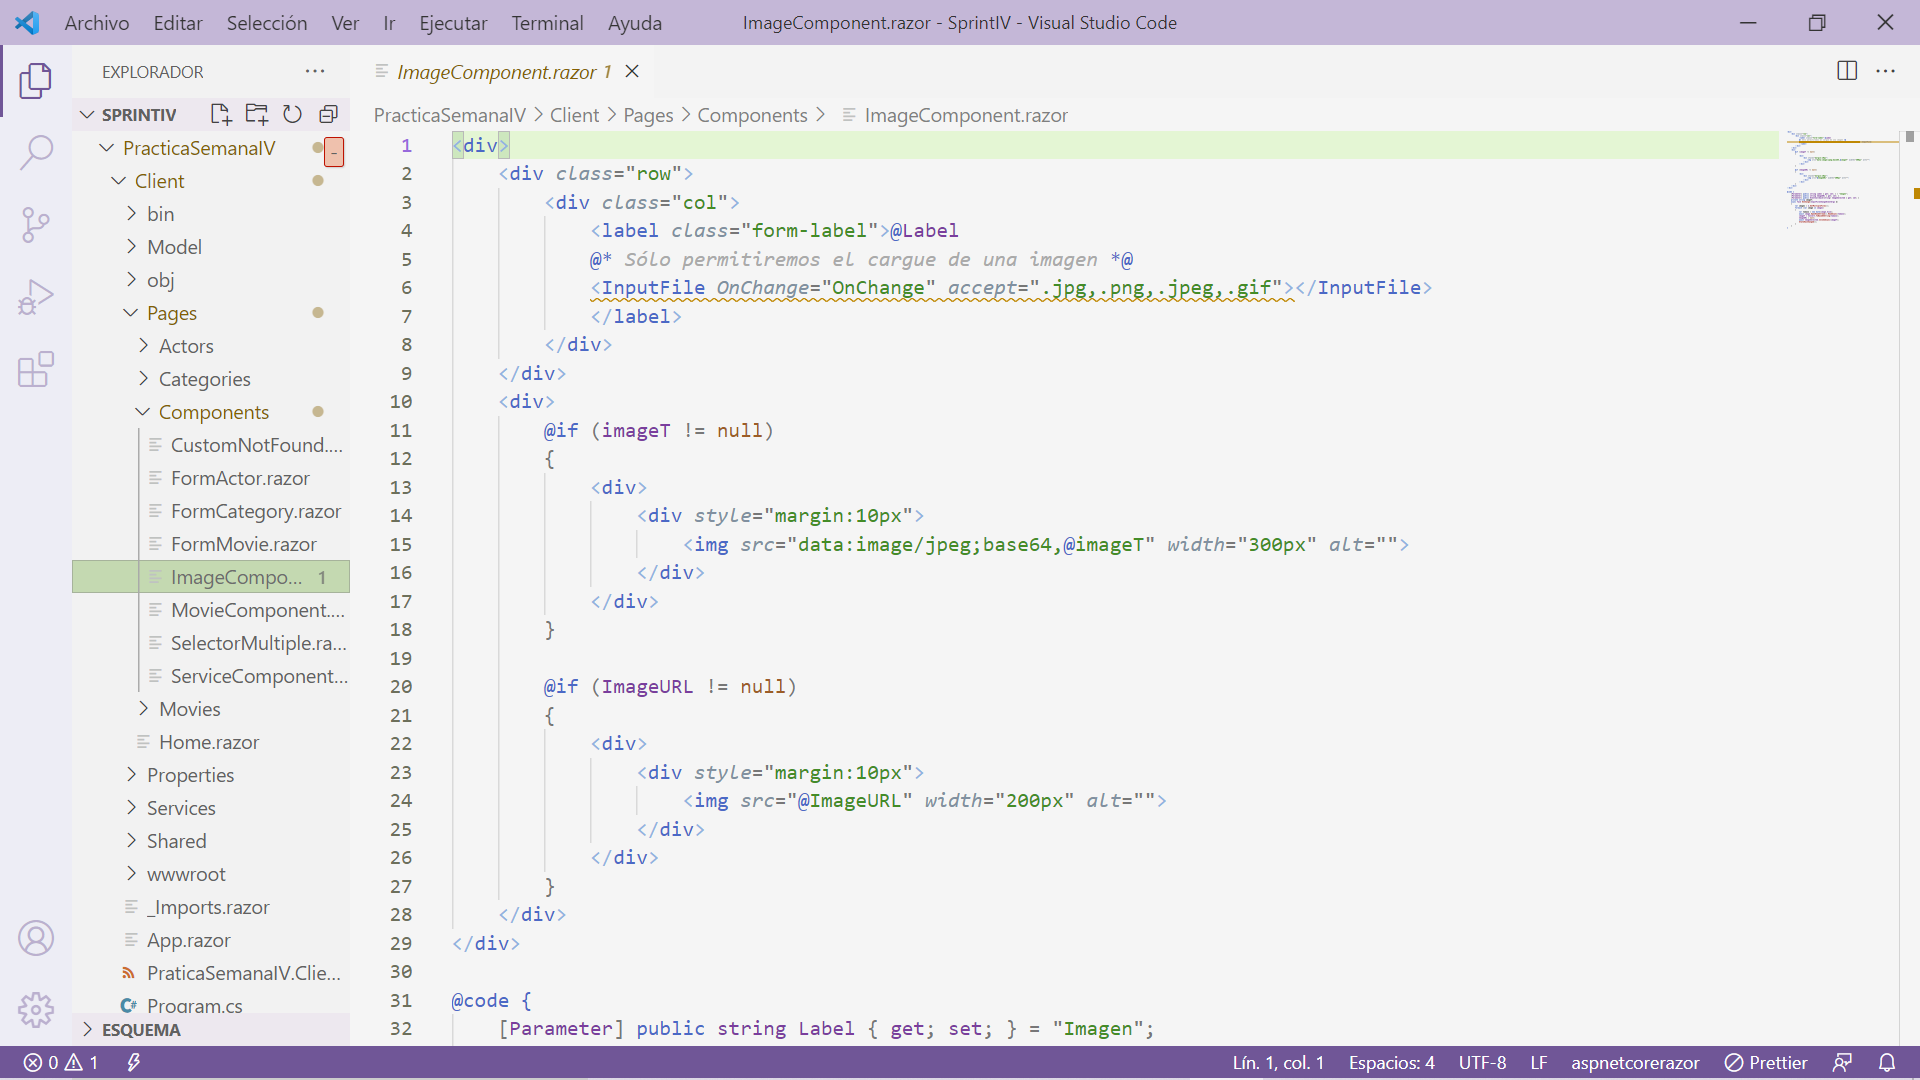 Archivo Editar Selección Ver Ir Ejecutar Terminal Ayuda ImageComponent.razor - SprintIV - Visual Studio Code
EXPLORADOR ···
SPRINTIV
PracticaSemanaIV
Client
bin
Model
obj
Pages
Actors
Categories
Components
CustomNotFound....
FormActor.razor
FormCategory.razor
FormMovie.razor
ImageCompo... 1
MovieComponent....
SelectorMultiple.ra...
ServiceComponent...
Movies
Home.razor
Properties
Services
Shared
wwwroot
_Imports.razor
App.razor
PraticaSemanaIV.Clie...
C# Program.cs
ESQUEMA
ImageComponent.razor 1
PracticaSemanaIV > Client > Pages > Components > ImageComponent.razor
1 <div>
2 <div class="row">
3 <div class="col">
4 <label class="form-label">@Label
5 @* Sólo permitiremos el cargue de una imagen *@
6 <InputFile OnChange="OnChange" accept=".jpg,.png,.jpeg,.gif"></InputFile>
7 </label>
8 </div>
9 </div>
10 <div>
11 @if (imageT != null)
12 {
13 <div>
14 <div style="margin:10px">
15 <img src="data:image/jpeg;base64,@imageT" width="300px" alt="">
16 </div>
17 </div>
18 }
19
20 @if (ImageURL != null)
21 {
22 <div>
23 <div style="margin:10px">
24 <img src="@ImageURL" width="200px" alt="">
25 </div>
26 </div>
27 }
28 </div>
29 </div>
30
31 @code {
32 [Parameter] public string Label { get; set; } = "Imagen";
0 1 Lín. 1, col. 1 Espacios: 4 UTF-8 LF aspnetcorerazor Prettier